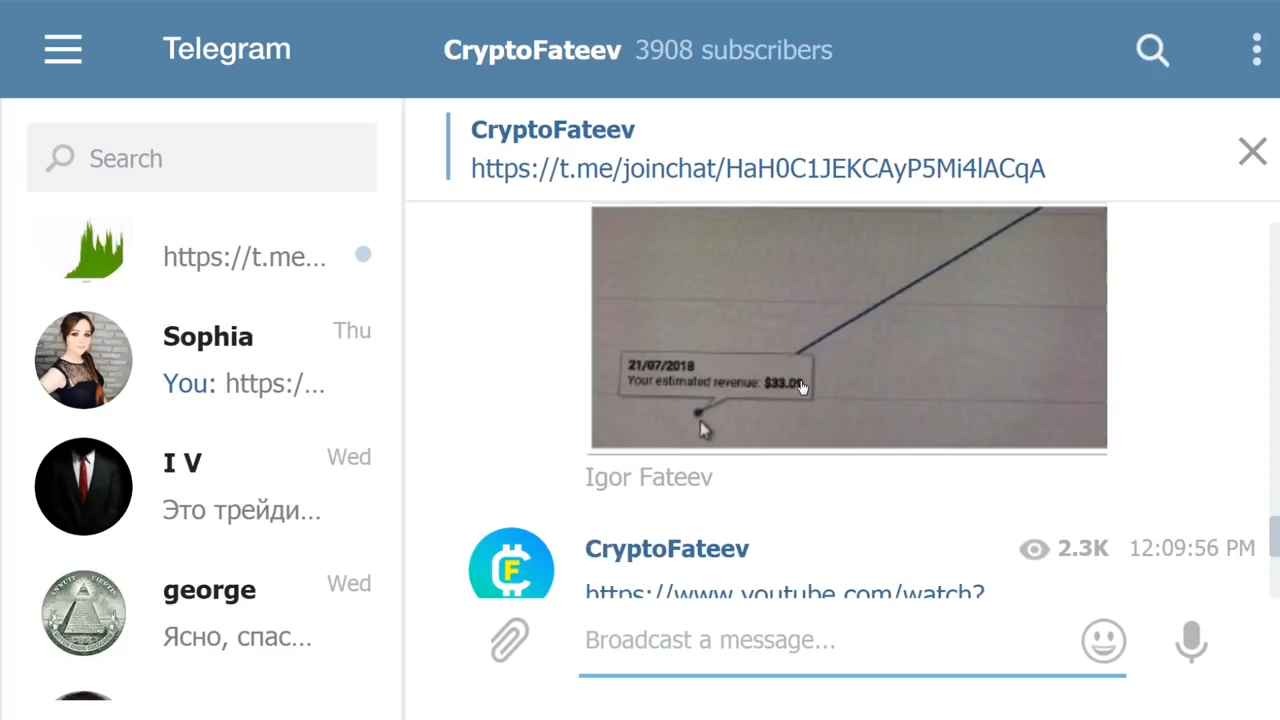 Telegram
CryptoFateev 3908 subscribers
Search
CryptoFateev
https://t.me/joinchat/HaH0C1JEKCAyP5Mi4lACqA
https://t.me...
Sophia Thu
You: https:/...
I V Wed
Это трейди...
george Wed
Ясно, спас...
21/07/2018
Your estimated revenue:
Igor Fateev
CryptoFateev 2.3K 12:09:56 PM
F
https://www.youtube.com/watch?
Broadcast a message...